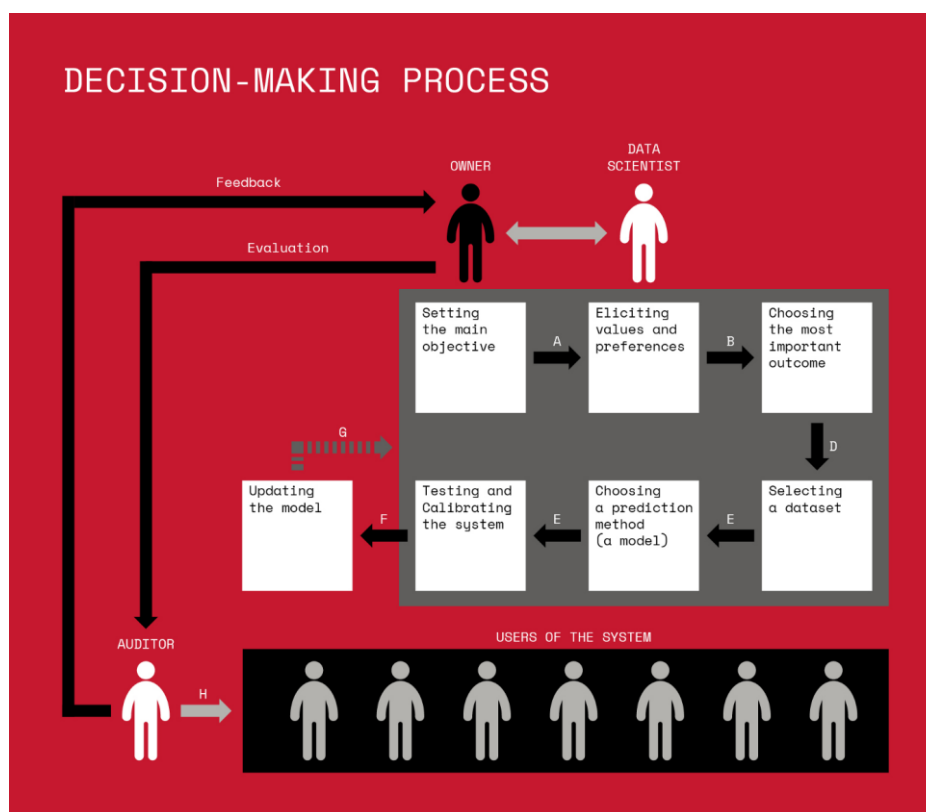 DECISION-MAKING PROCESS
DATA
SCIENTIST
OWNER
Feedback
Evaluation
Setting
the main
objective
A
Eliciting
values and
preferences
B
Choosing
the most
important
outcome
G
D
Updating
the model
F
Testing and
Calibrating
the system
E
Choosing
a prediction
method
(a model)
E
Selecting
a dataset
AUDITOR
USERS OF THE SYSTEM
H